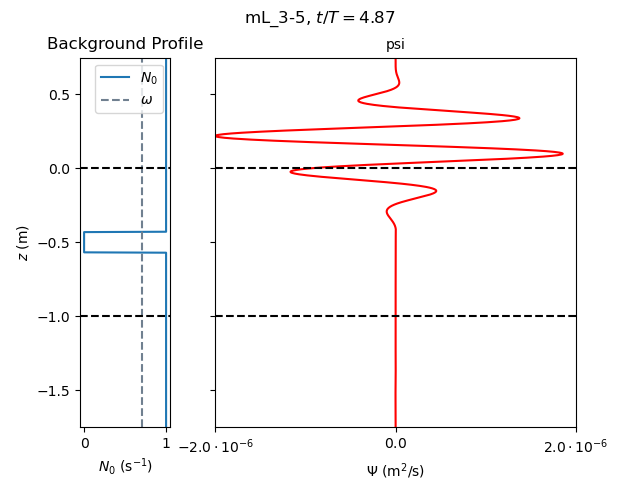 mL_3-5, t/T = 4.87
Background Profile
psi
N₀
ω
0.5
0.0
−0.5
−1.0
−1.5
z (m)
0
1
N₀ (s⁻¹)
−2.0 · 10⁻⁶
0.0
2.0 · 10⁻⁶
Ψ (m²/s)